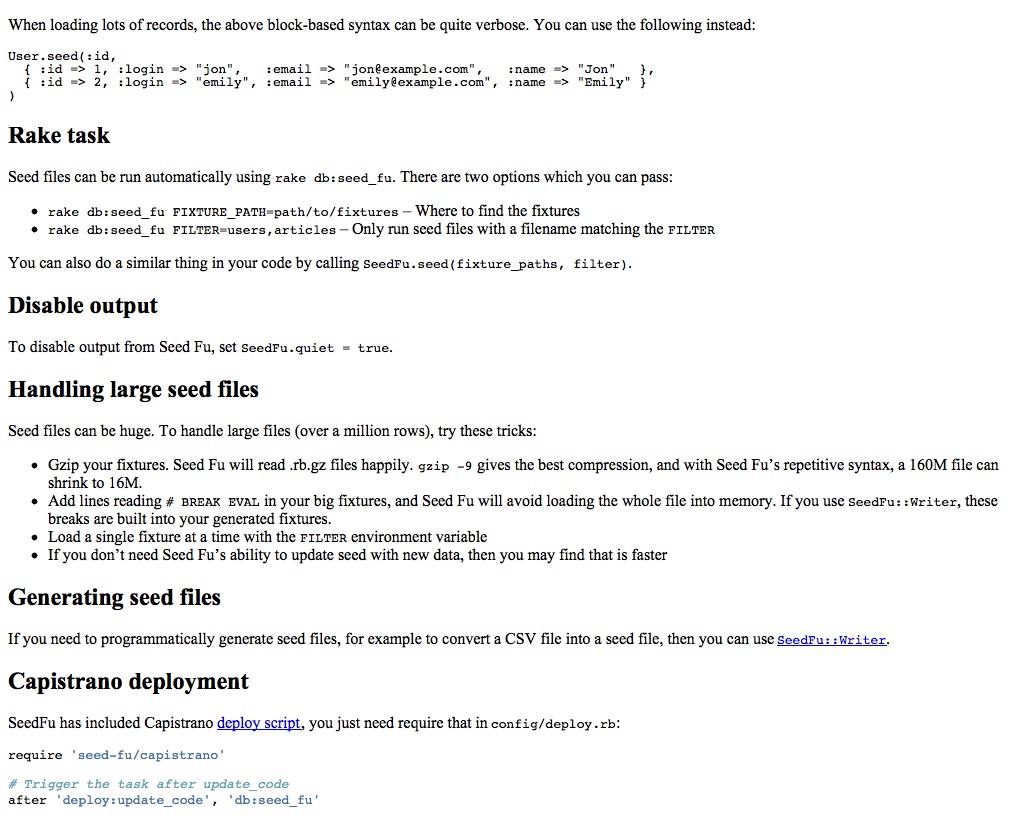 When loading lots of records, the above block-based syntax can be quite verbose. You can use the following instead:
User.seed(:id,
  { :id => 1, :login => "jon",   :email => "jon@example.com",   :name => "Jon"   },
  { :id => 2, :login => "emily", :email => "emily@example.com", :name => "Emily" }
)
Rake task
Seed files can be run automatically using rake db:seed_fu. There are two options which you can pass:
• rake db:seed_fu FIXTURE_PATH=path/to/fixtures – Where to find the fixtures
• rake db:seed_fu FILTER=users,articles – Only run seed files with a filename matching the FILTER
You can also do a similar thing in your code by calling SeedFu.seed(fixture_paths, filter).
Disable output
To disable output from Seed Fu, set SeedFu.quiet = true.
Handling large seed files
Seed files can be huge. To handle large files (over a million rows), try these tricks:
• Gzip your fixtures. Seed Fu will read .rb.gz files happily. gzip -9 gives the best compression, and with Seed Fu’s repetitive syntax, a 160M file can
shrink to 16M.
• Add lines reading # BREAK EVAL in your big fixtures, and Seed Fu will avoid loading the whole file into memory. If you use SeedFu::Writer, these
breaks are built into your generated fixtures.
• Load a single fixture at a time with the FILTER environment variable
• If you don’t need Seed Fu’s ability to update seed with new data, then you may find that is faster
Generating seed files
If you need to programmatically generate seed files, for example to convert a CSV file into a seed file, then you can use SeedFu::Writer.
Capistrano deployment
SeedFu has included Capistrano deploy script, you just need require that in config/deploy.rb:
require 'seed-fu/capistrano'
# Trigger the task after update_code
after 'deploy:update_code', 'db:seed_fu'